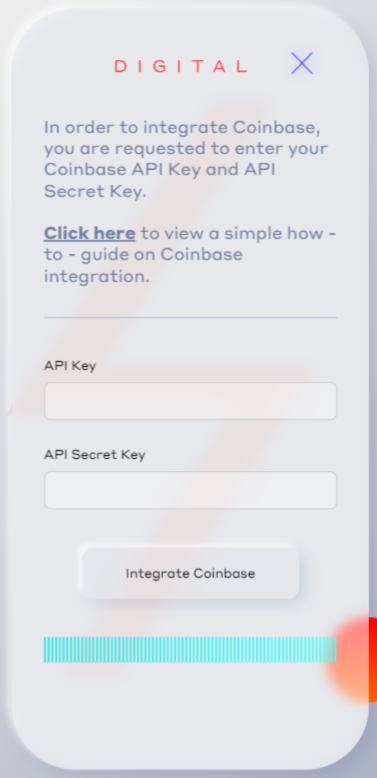 DIGITAL
In order to integrate Coinbase,
you are requested to enter your
Coinbase API Key and API
Secret Key.
Click here to view a simple how -
to - guide on Coinbase
integration.
API Key
API Secret Key
Integrate Coinbase